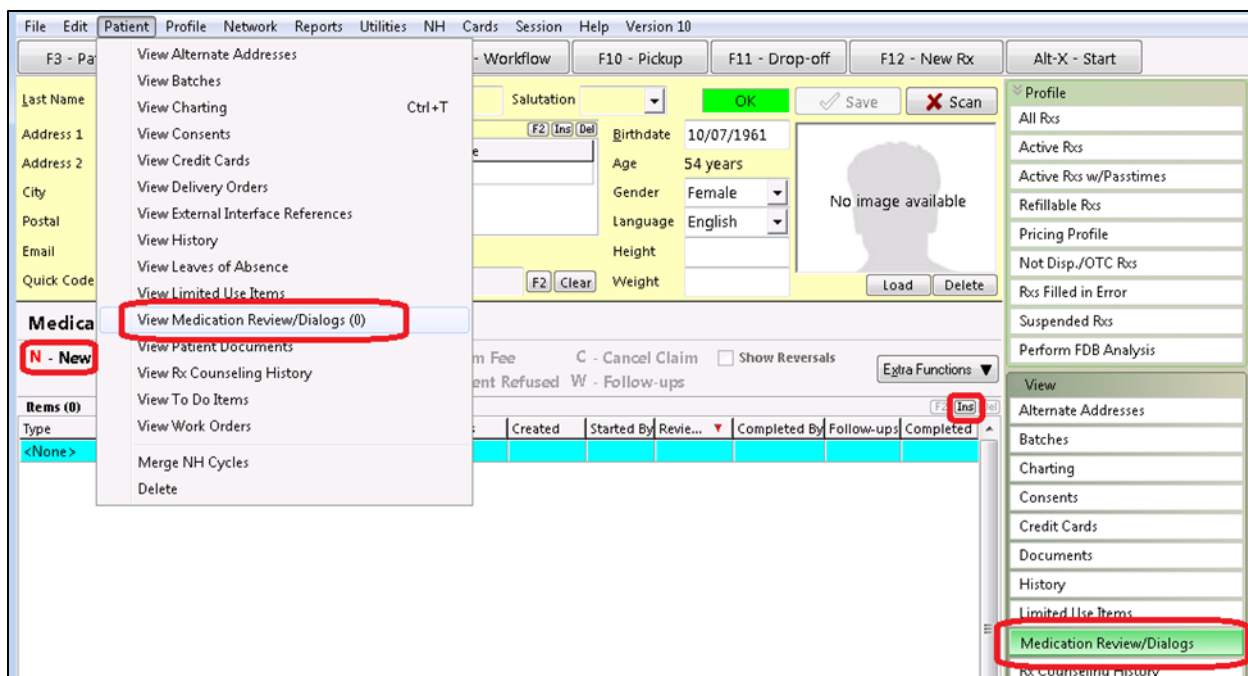 File Edit Patient Profile Network Reports Utilities NH Cards Session Help Version 10
F3 - Pa - Workflow F10 - Pickup F11 - Drop-off F12 - New Rx Alt-X - Start
View Alternate Addresses
View Batches
View Charting Ctrl+T
View Consents
View Credit Cards
View Delivery Orders
View External Interface References
View History
View Leaves of Absence
View Limited Use Items
View Medication Review/Dialogs (0)
View Patient Documents
View Rx Counseling History
View To Do Items
View Work Orders
Merge NH Cycles
Delete
Last Name
Address 1
Address 2
City
Postal
Email
Quick Code
Salutation OK Save Scan
F2 Ins Del
Birthdate 10/07/1961
Age 54 years
Gender Female
Language English
Height
Weight
F2 Clear
No image available
Load Delete
Medica
N - New
m Fee C - Cancel Claim Show Reversals
ent Refused W - Follow-ups
Extra Functions
Items (0) F2 Ins Del
Type Created Started By Revie... Completed By Follow-ups Completed
<None>
Profile
All Rxs
Active Rxs
Active Rxs w/Passtimes
Refillable Rxs
Pricing Profile
Not Disp./OTC Rxs
Rxs Filled in Error
Suspended Rxs
Perform FDB Analysis
View
Alternate Addresses
Batches
Charting
Consents
Credit Cards
Documents
History
Limited Use Items
Medication Review/Dialogs
Rx Counseling History